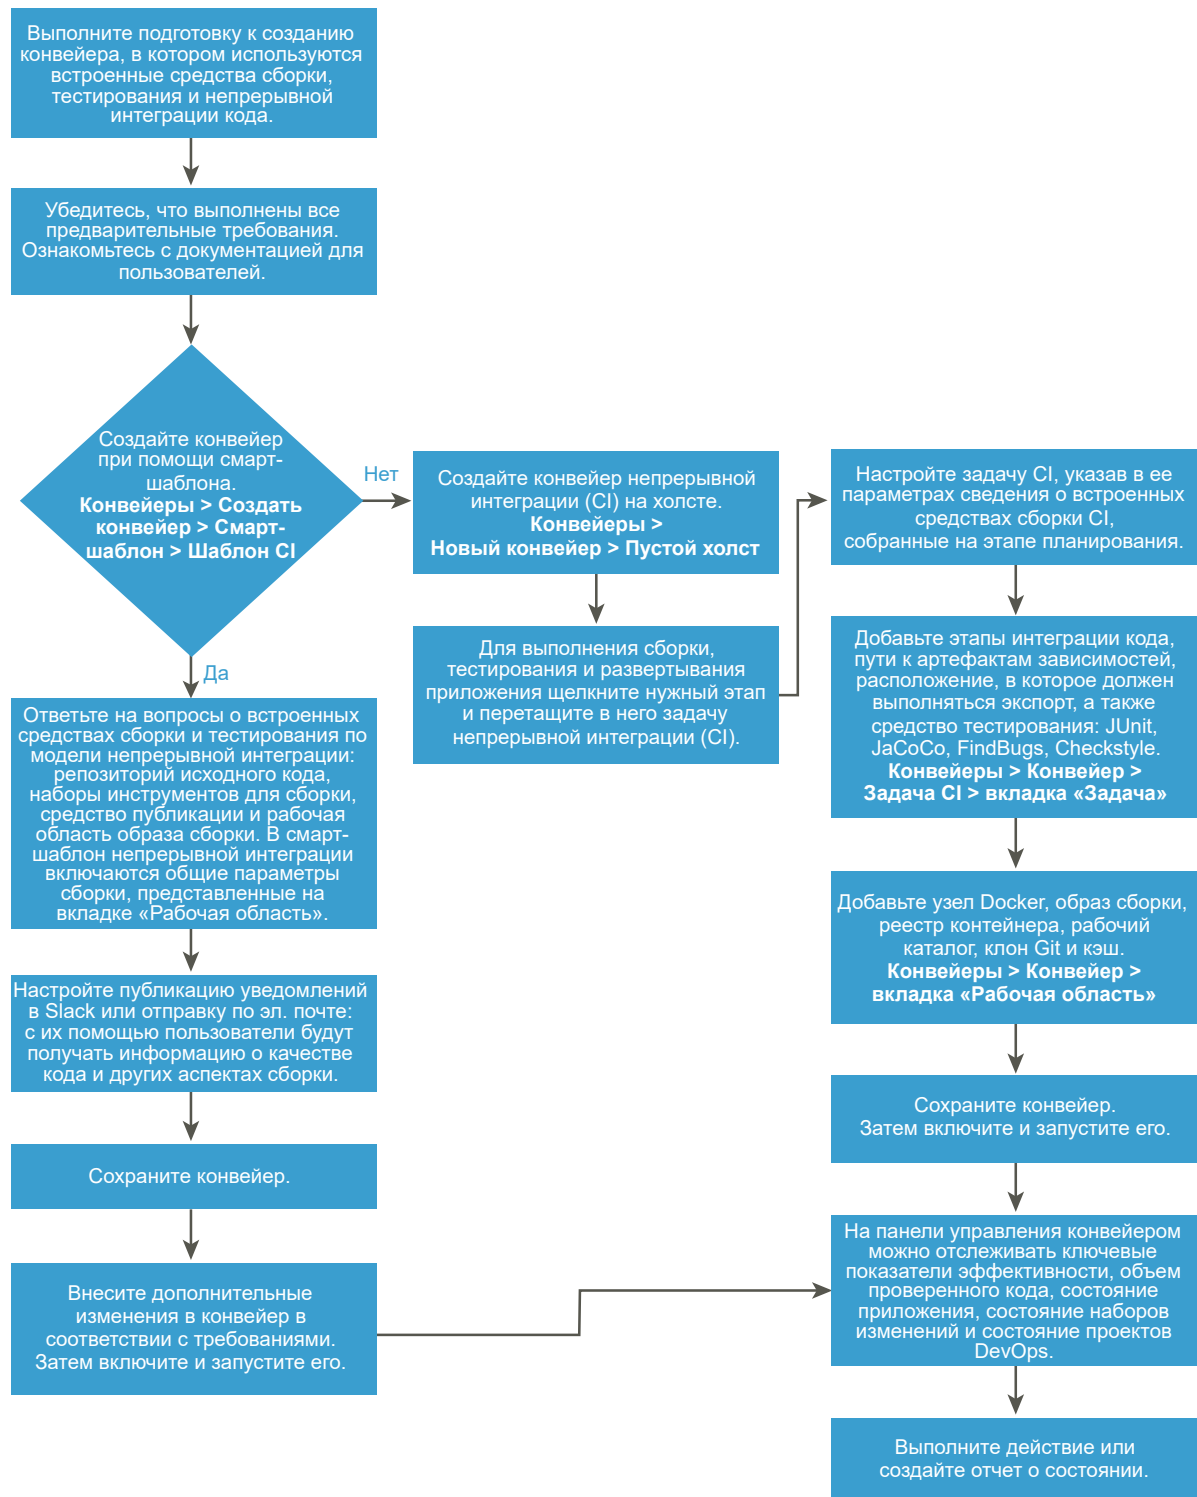 Выполните подготовку к созданию
конвейера, в котором используются
встроенные средства сборки,
тестирования и непрерывной
интеграции кода.
Убедитесь, что выполнены все
предварительные требования.
Ознакомьтесь с документацией для
пользователей.
Создайте конвейер
при помощи смарт-
шаблона.
Конвейеры > Создать
конвейер > Смарт-
шаблон > Шаблон CI
Нет
Да
Ответьте на вопросы о встроенных
средствах сборки и тестирования по
модели непрерывной интеграции:
репозиторий исходного кода,
наборы инструментов для сборки,
средство публикации и рабочая
область образа сборки. В смарт-
шаблон непрерывной интеграции
включаются общие параметры
сборки, представленные на
вкладке «Рабочая область».
Настройте публикацию уведомлений
в Slack или отправку по эл. почте:
с их помощью пользователи будут
получать информацию о качестве
кода и других аспектах сборки.
Сохраните конвейер.
Внесите дополнительные
изменения в конвейер в
соответствии с требованиями.
Затем включите и запустите его.
Создайте конвейер непрерывной
интеграции (CI) на холсте.
Конвейеры >
Новый конвейер > Пустой холст
Для выполнения сборки,
тестирования и развертывания
приложения щелкните нужный этап
и перетащите в него задачу
непрерывной интеграции (CI).
Настройте задачу CI, указав в ее
параметрах сведения о встроенных
средствах сборки CI,
собранные на этапе планирования.
Добавьте этапы интеграции кода,
пути к артефактам зависимостей,
расположение, в которое должен
выполняться экспорт, а также
средство тестирования: JUnit,
JaCoCo, FindBugs, Checkstyle.
Конвейеры > Конвейер >
Задача CI > вкладка «Задача»
Добавьте узел Docker, образ сборки,
реестр контейнера, рабочий
каталог, клон Git и кэш.
Конвейеры > Конвейер >
вкладка «Рабочая область»
Сохраните конвейер.
Затем включите и запустите его.
На панели управления конвейером
можно отслеживать ключевые
показатели эффективности, объем
проверенного кода, состояние
приложения, состояние наборов
изменений и состояние проектов
DevOps.
Выполните действие или
создайте отчет о состоянии.